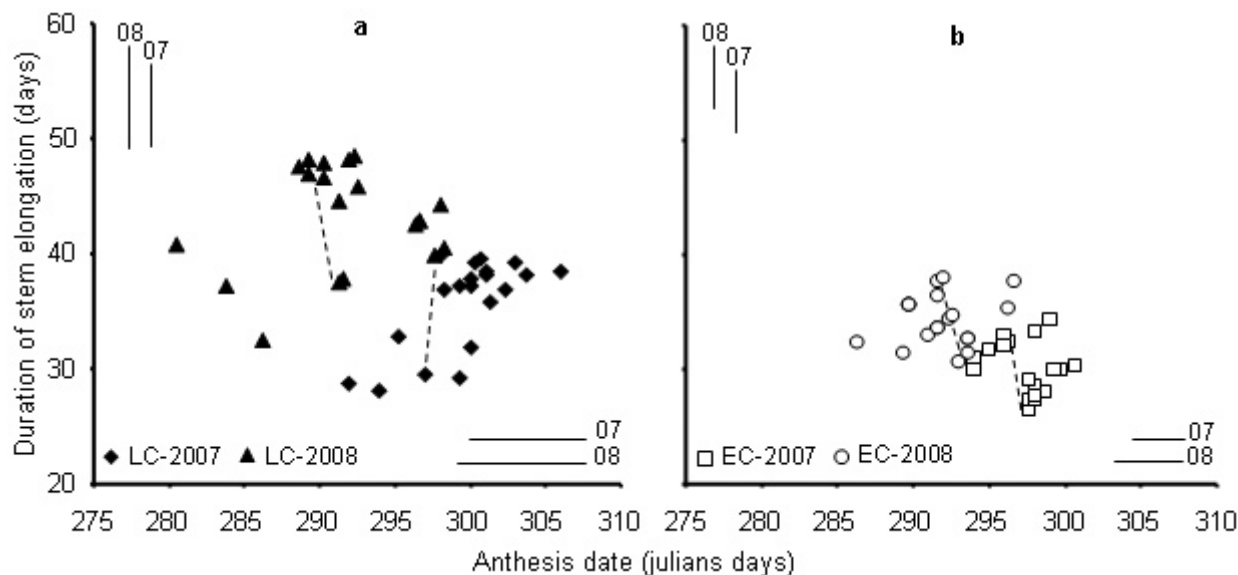 a
b
Duration of stem elongation (days)
60
50
40
30
20
08
07
08
07
LC-2007
LC-2008
07
08
EC-2007
EC-2008
07
08
275 280 285 290 295 300 305 310
275 280 285 290 295 300 305 310
Anthesis date (julians days)